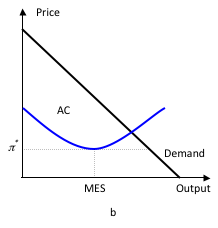 Price
AC
π*
Demand
MES
Output
b